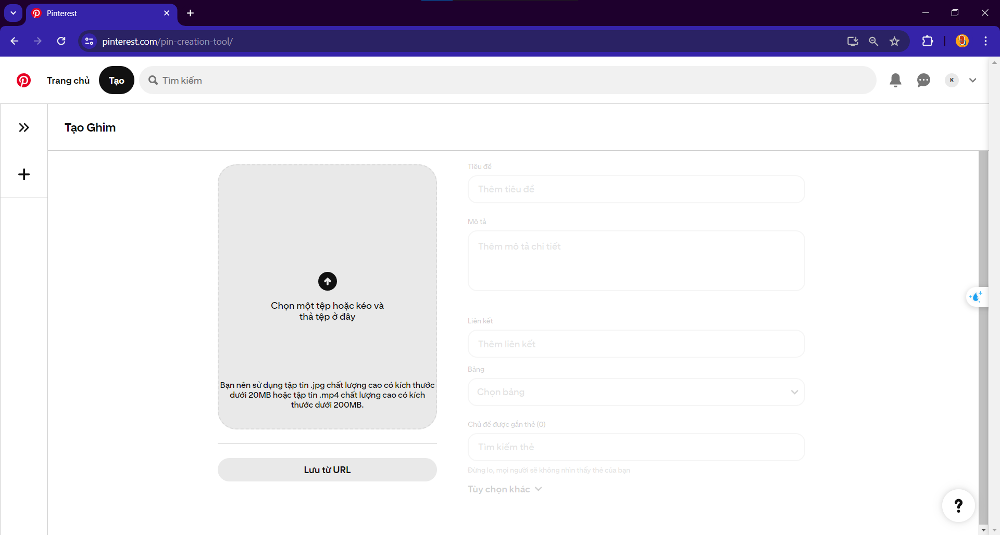 Pinterest
pinterest.com/pin-creation-tool/
Trang chủ
Tạo
Tìm kiếm
K
Tạo Ghim
Chọn một tệp hoặc kéo và
thả tệp ở đây
Bạn nên sử dụng tập tin .jpg chất lượng cao có kích thước
dưới 20MB hoặc tập tin .mp4 chất lượng cao có kích
thước dưới 200MB.
Lưu từ URL
Tiêu đề
Thêm tiêu đề
Mô tả
Thêm mô tả chi tiết
Liên kết
Thêm liên kết
Bảng
Chọn bảng
Chủ đề được gắn thẻ (0)
Tìm kiếm thẻ
Đừng lo, mọi người sẽ không nhìn thấy thẻ của bạn
Tùy chọn khác
?